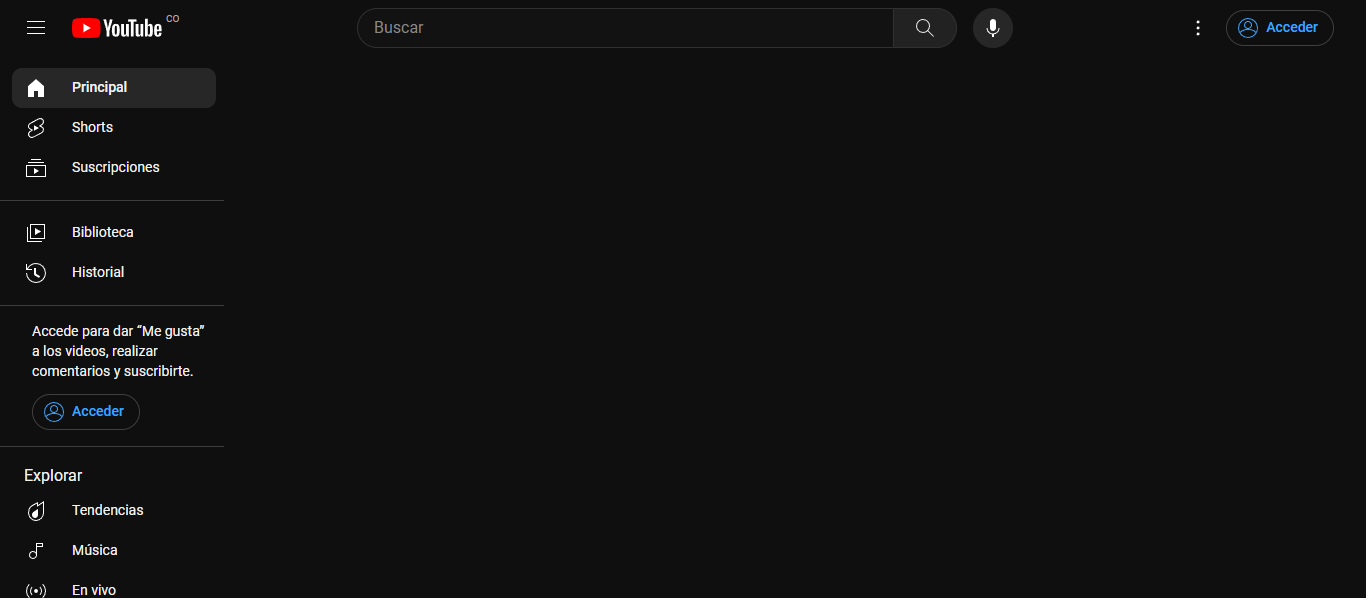 YouTube CO
Buscar
Acceder
Principal
Shorts
Suscripciones
Biblioteca
Historial
Accede para dar “Me gusta”
a los videos, realizar
comentarios y suscribirte.
Acceder
Explorar
Tendencias
Música
En vivo